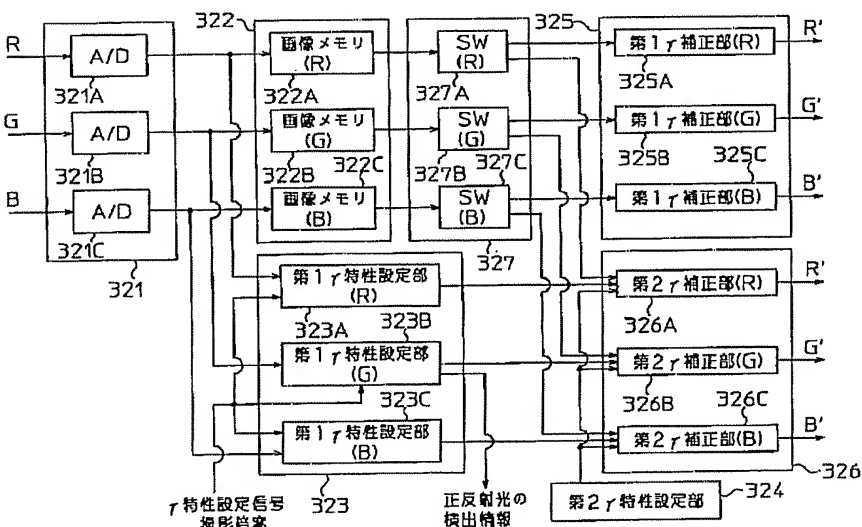 322
327
325
R
A/D
321A
画像メモリ
(R)
322A
SW
(R)
327A
第1γ補正部(R)
325A
R'
G
A/D
321B
画像メモリ
(G)
322B
322C
SW
(G)
327B
327C
第1γ補正部(G)
325B
325C
G'
B
A/D
321C
321
画像メモリ
(B)
SW
(B)
327
第1γ補正部(B)
B'
第1γ特性設定部
(R)
323A
323B
第2γ補正部(R)
326A
R'
第1γ特性設定部
(G)
323C
第2γ補正部(G)
326B
326C
G'
第1γ特性設定部
(B)
323
第2γ補正部(B)
B'
326
γ特性設定信号
正反射光の
検出情報
第2γ特性設定部
324